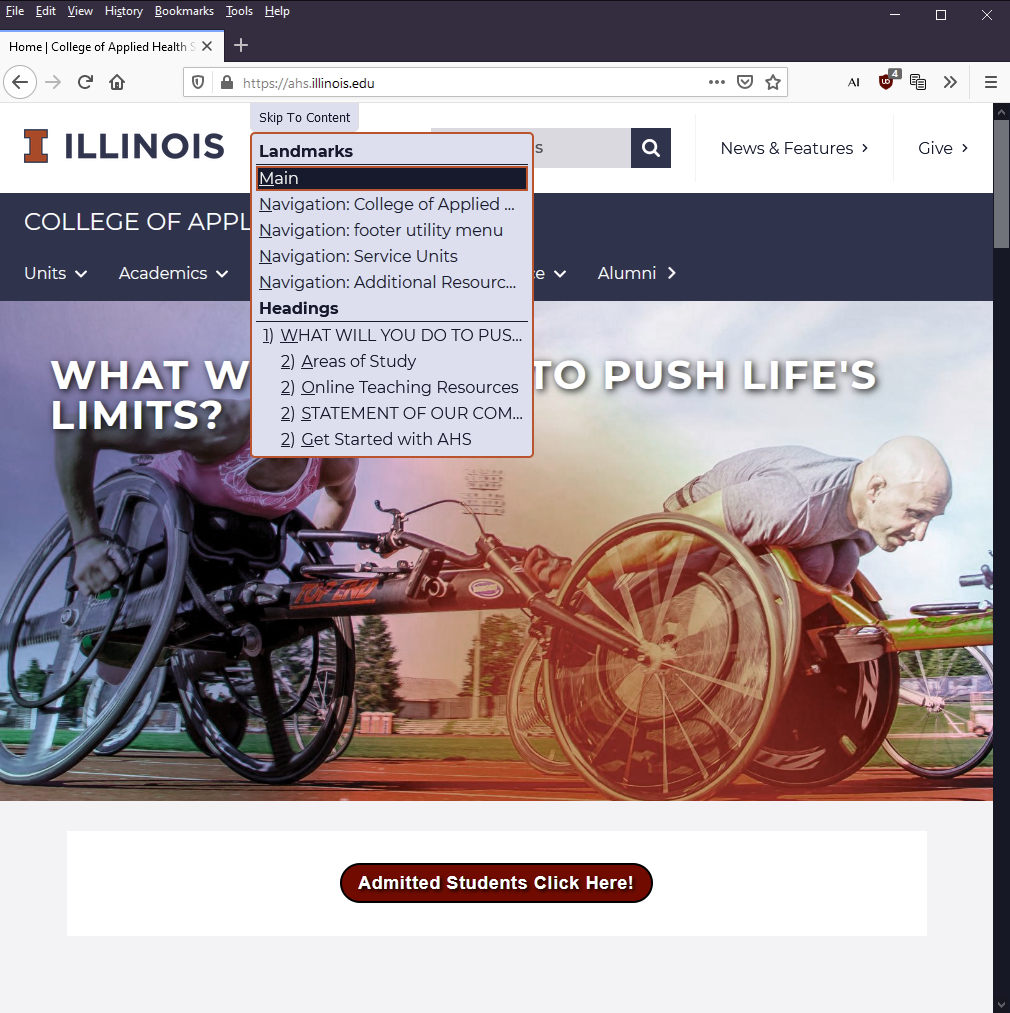 File Edit View History Bookmarks Tools Help
Home | College of Applied Health S
https://ahs.illinois.edu
AI
4
Skip To Content
ILLINOIS
s
News & Features
Give
Landmarks
Main
Navigation: College of Applied ...
Navigation: footer utility menu
Navigation: Service Units
Navigation: Additional Resourc...
Headings
1) WHAT WILL YOU DO TO PUS...
2) Areas of Study
2) Online Teaching Resources
2) STATEMENT OF OUR COM...
2) Get Started with AHS
COLLEGE OF APPL
Units Academics ce Alumni
WHAT W TO PUSH LIFE'S
LIMITS?
TOP END
Admitted Students Click Here!